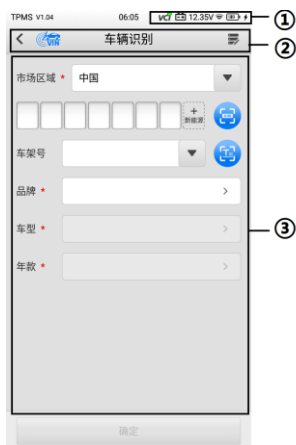 TPMS V1.04 06:05 VCI 12.35V ①
VIN 车辆识别 ②
市场区域 * 中国
+
新能源
车架号
品牌 *
车型 * ③
年款 *
确定